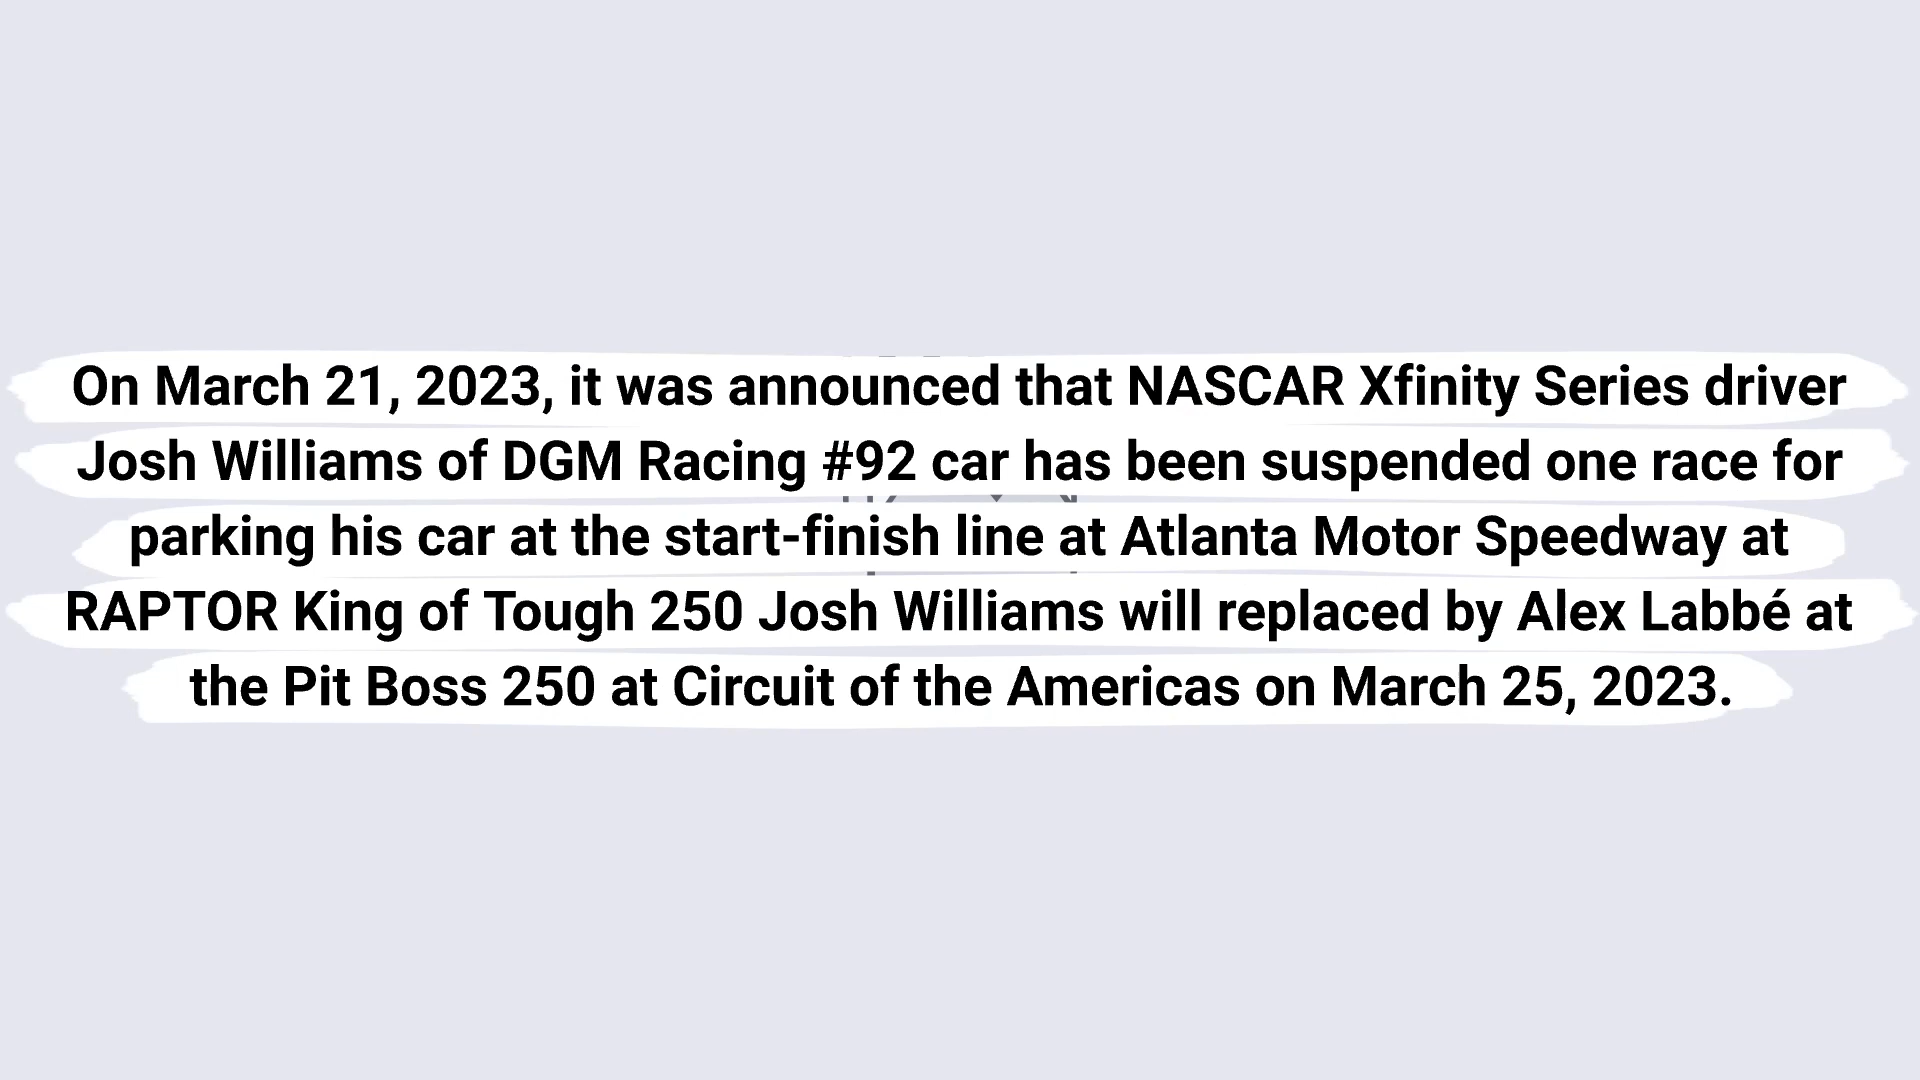 On March 21, 2023, it was announced that NASCAR Xfinity Series driver
Josh Williams of DGM Racing #92 car has been suspended one race for
parking his car at the start-finish line at Atlanta Motor Speedway at
RAPTOR King of Tough 250 Josh Williams will replaced by Alex Labbé at
the Pit Boss 250 at Circuit of the Americas on March 25, 2023.